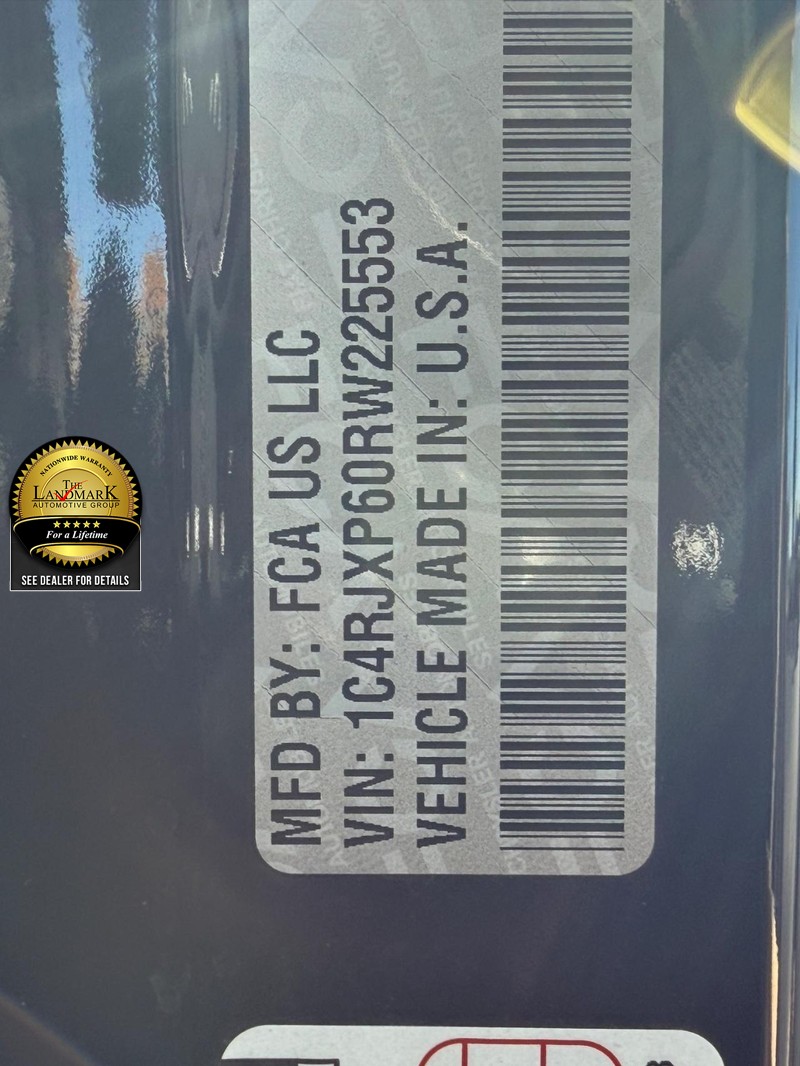 MFD BY: FCA US LLC
VIN: 1C4RJXP60RW225553
VEHICLE MADE IN: U.S.A.
NATIONWIDE WARRANTY
THE
LANDMARK
AUTOMOTIVE GROUP
For a Lifetime
SEE DEALER FOR DETAILS